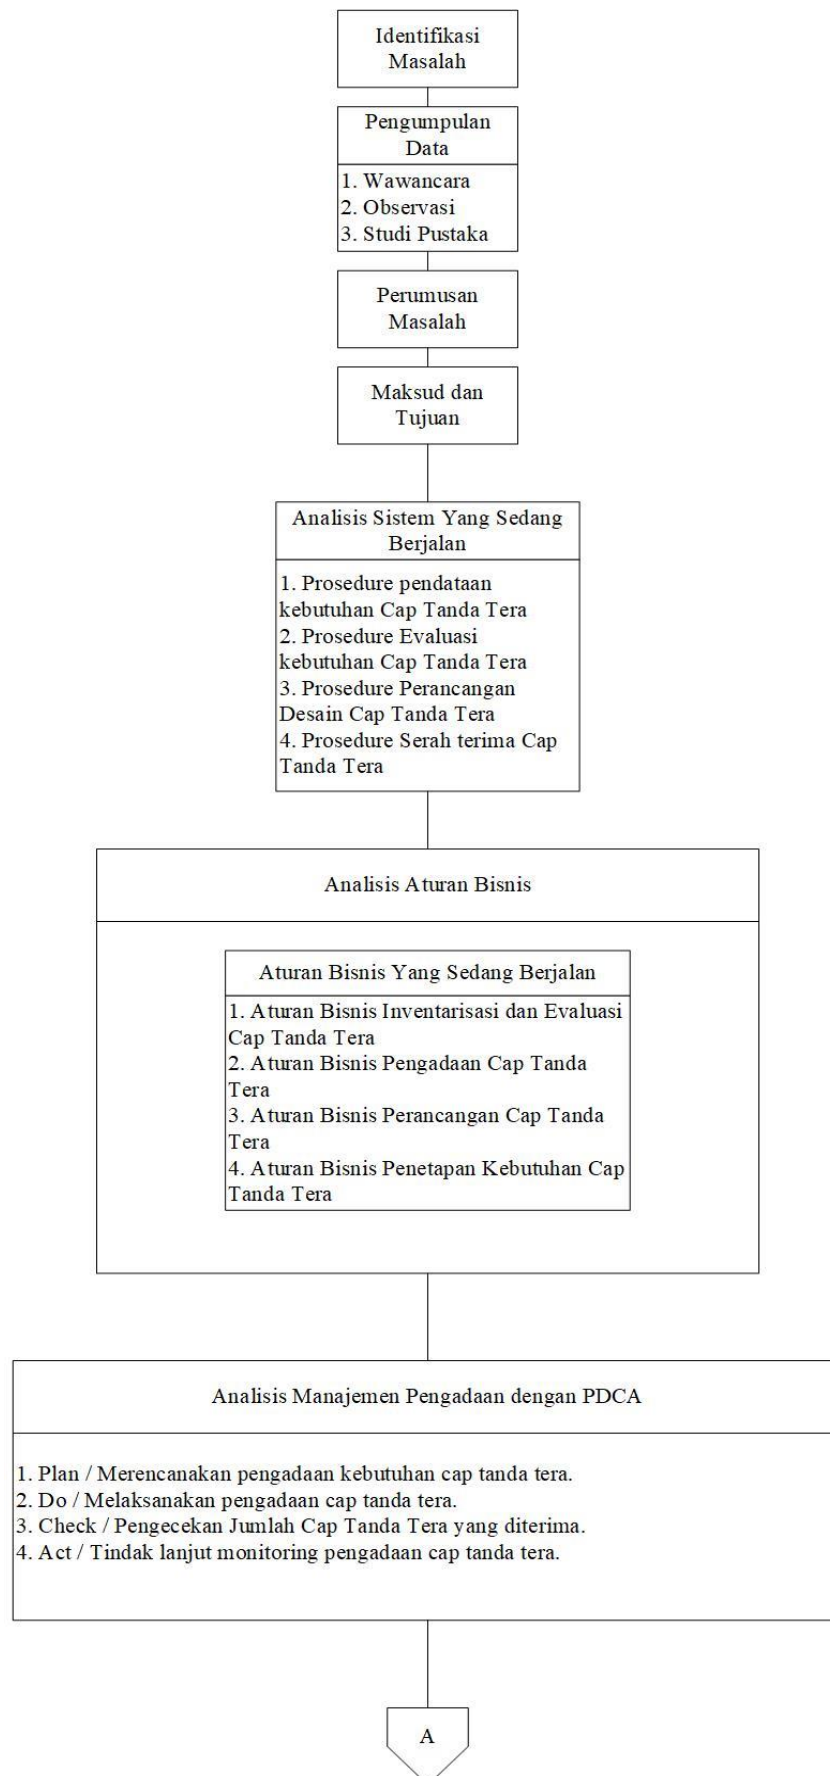 Identifikasi
Masalah
Pengumpulan
Data
1. Wawancara
2. Observasi
3. Studi Pustaka
Perumusan
Masalah
Maksud dan
Tujuan
Analisis Sistem Yang Sedang
Berjalan
1. Prosedure pendataan
kebutuhan Cap Tanda Tera
2. Prosedure Evaluasi
kebutuhan Cap Tanda Tera
3. Prosedure Perancangan
Desain Cap Tanda Tera
4. Prosedure Serah terima Cap
Tanda Tera
Analisis Aturan Bisnis
Aturan Bisnis Yang Sedang Berjalan
1. Aturan Bisnis Inventarisasi dan Evaluasi
Cap Tanda Tera
2. Aturan Bisnis Pengadaan Cap Tanda
Tera
3. Aturan Bisnis Perancangan Cap Tanda
Tera
4. Aturan Bisnis Penetapan Kebutuhan Cap
Tanda Tera
Analisis Manajemen Pengadaan dengan PDCA
1. Plan / Merencanakan pengadaan kebutuhan cap tanda tera.
2. Do / Melaksanakan pengadaan cap tanda tera.
3. Check / Pengecekan Jumlah Cap Tanda Tera yang diterima.
4. Act / Tindak lanjut monitoring pengadaan cap tanda tera.
A